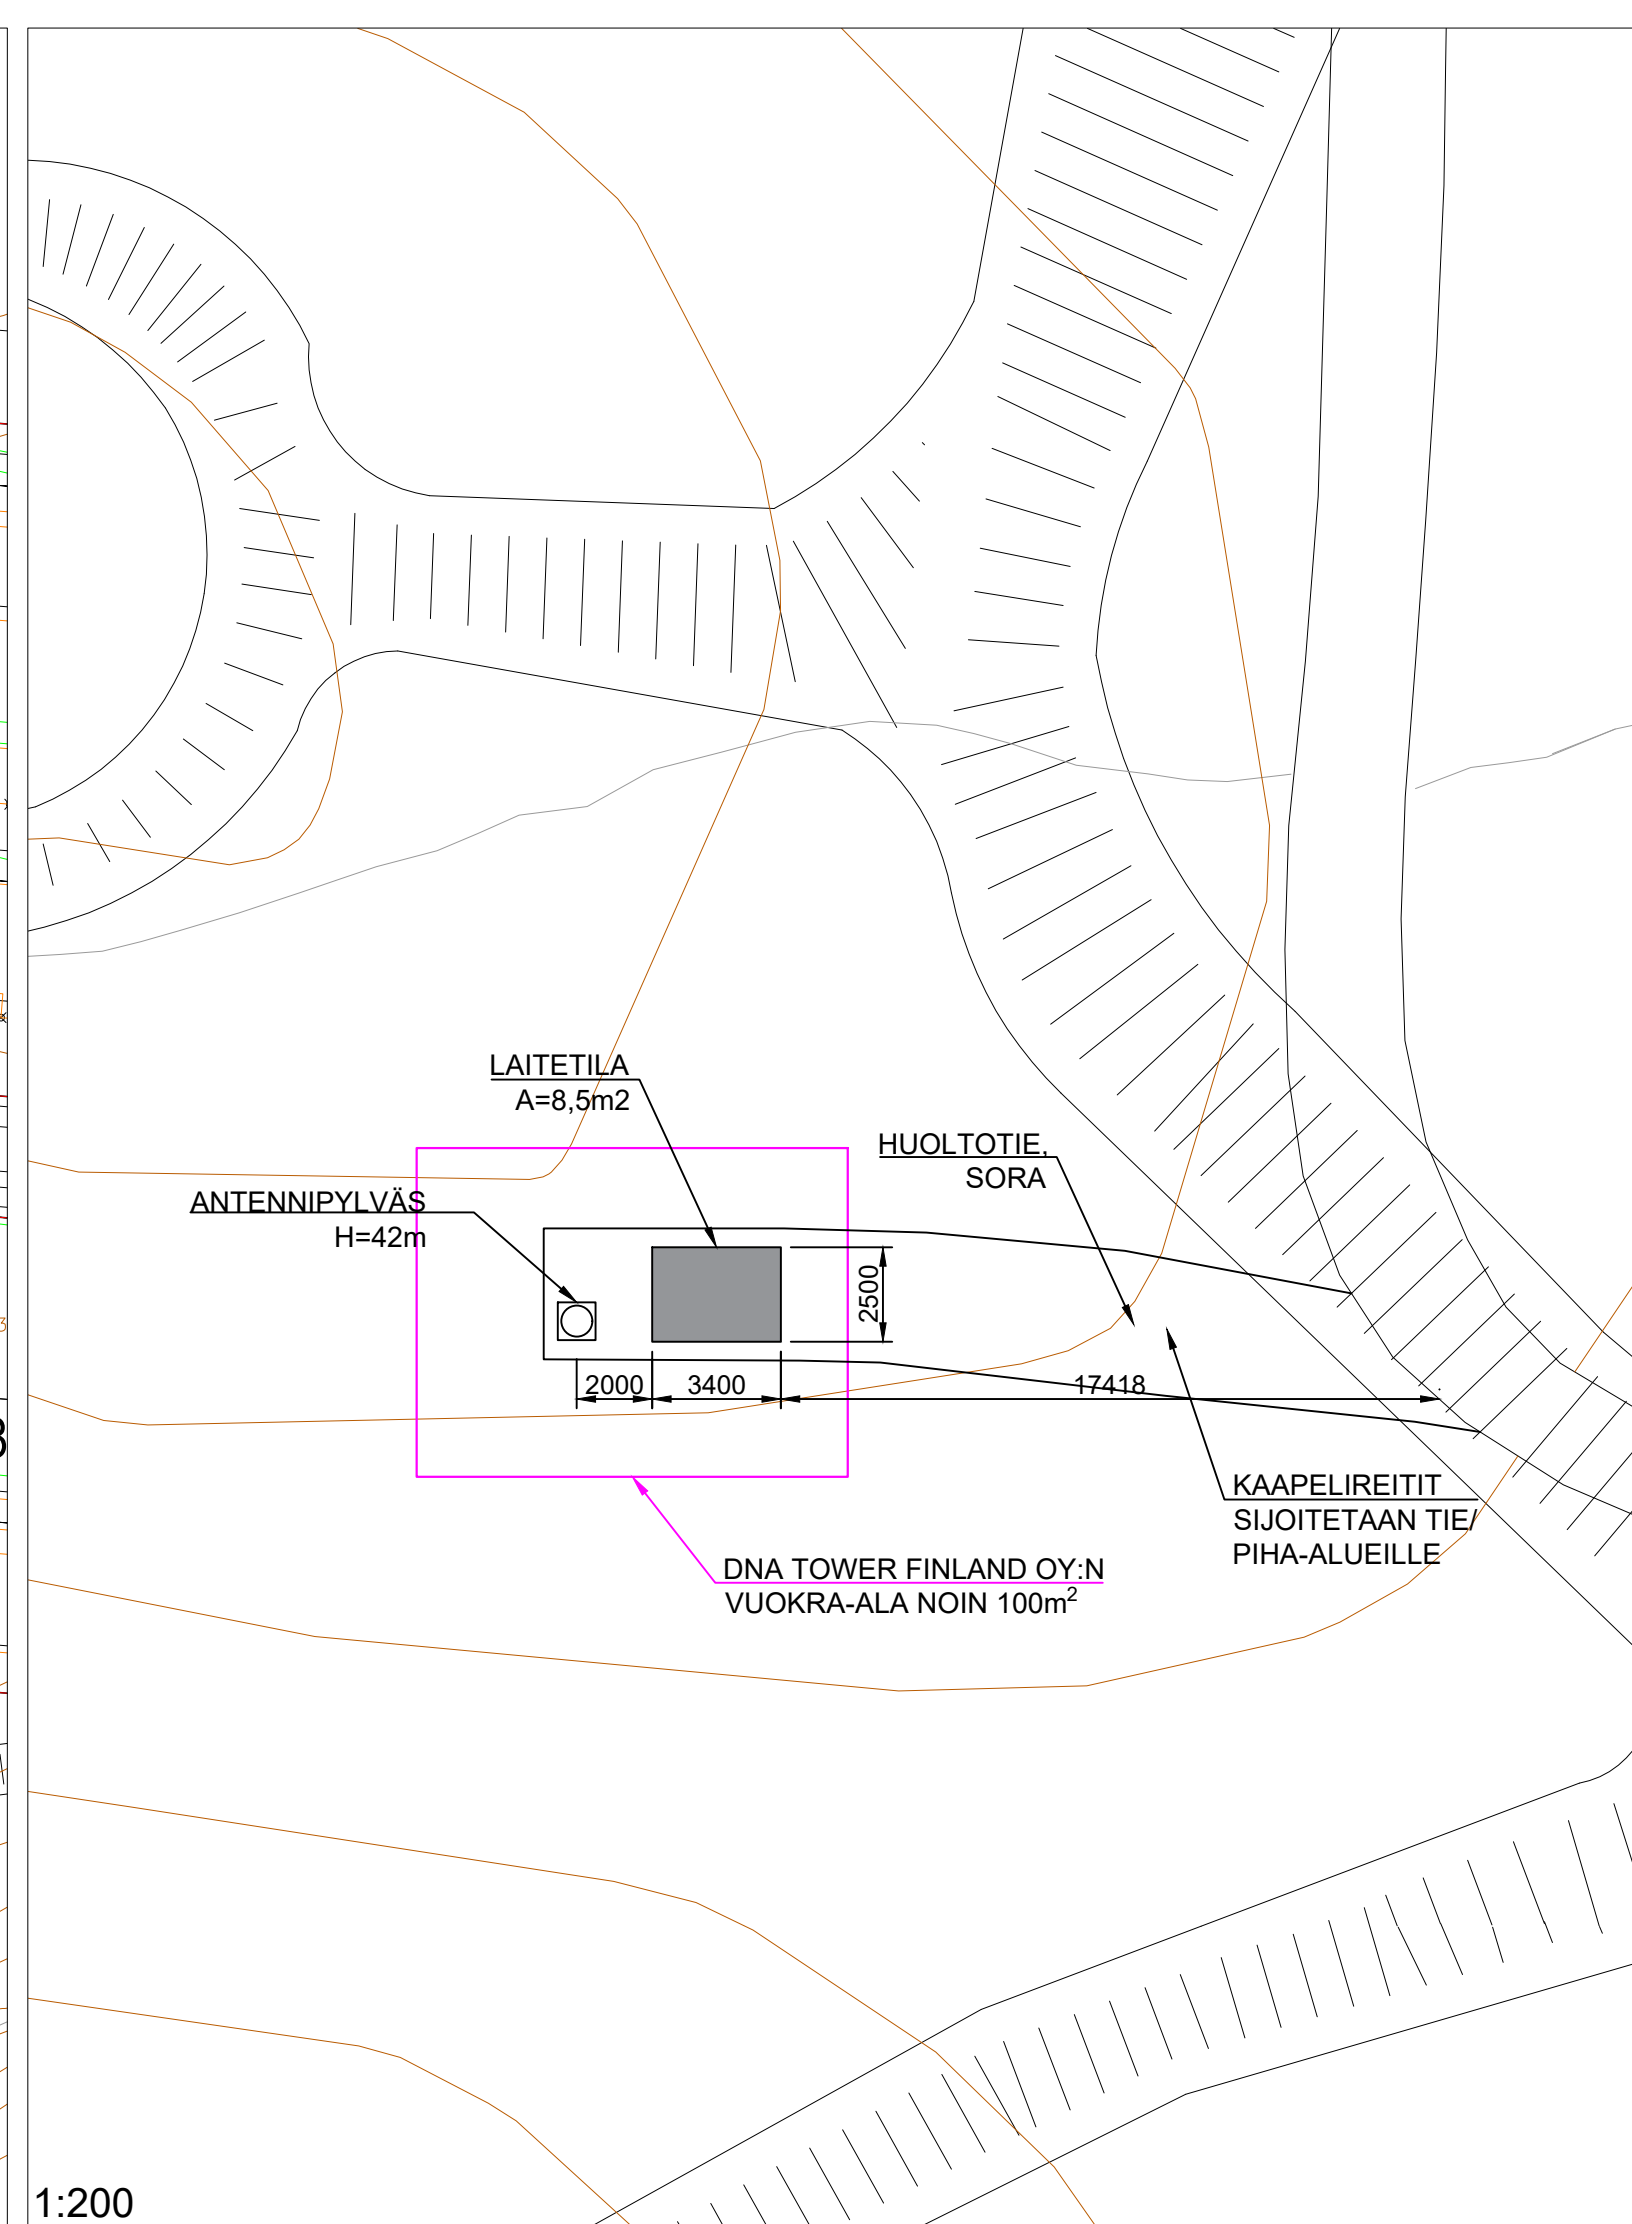 LAITETILA
A=8,5m2
HUOLTOTIE,
SORA
ANTENNIPYLVÄS
H=42m
2500
2000
3400
17418
KAAPELIREITIT
SIJOITETAAN TIE/
PIHA-ALUEILLE
DNA TOWER FINLAND OY:N
VUOKRA-ALA NOIN 100m²
1:200